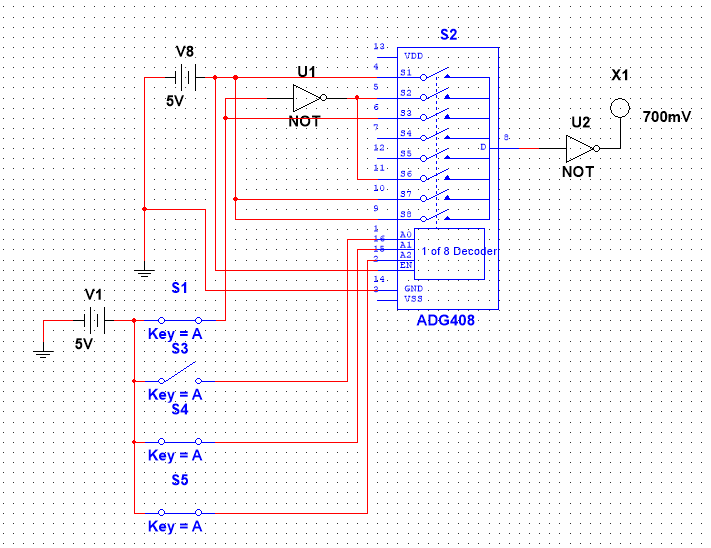 S2
13
VDD
V8
5V
U1
NOT
4
S1
5
S2
6
S3
7
S4
12
S5
11
S6
10
S7
9
S8
D
8
U2
NOT
X1
700mV
1
A0
16
A1
15
A2
2
EN
1 of 8 Decoder
14
GND
3
VSS
ADG408
V1
5V
S1
Key = A
S3
Key = A
S4
Key = A
S5
Key = A